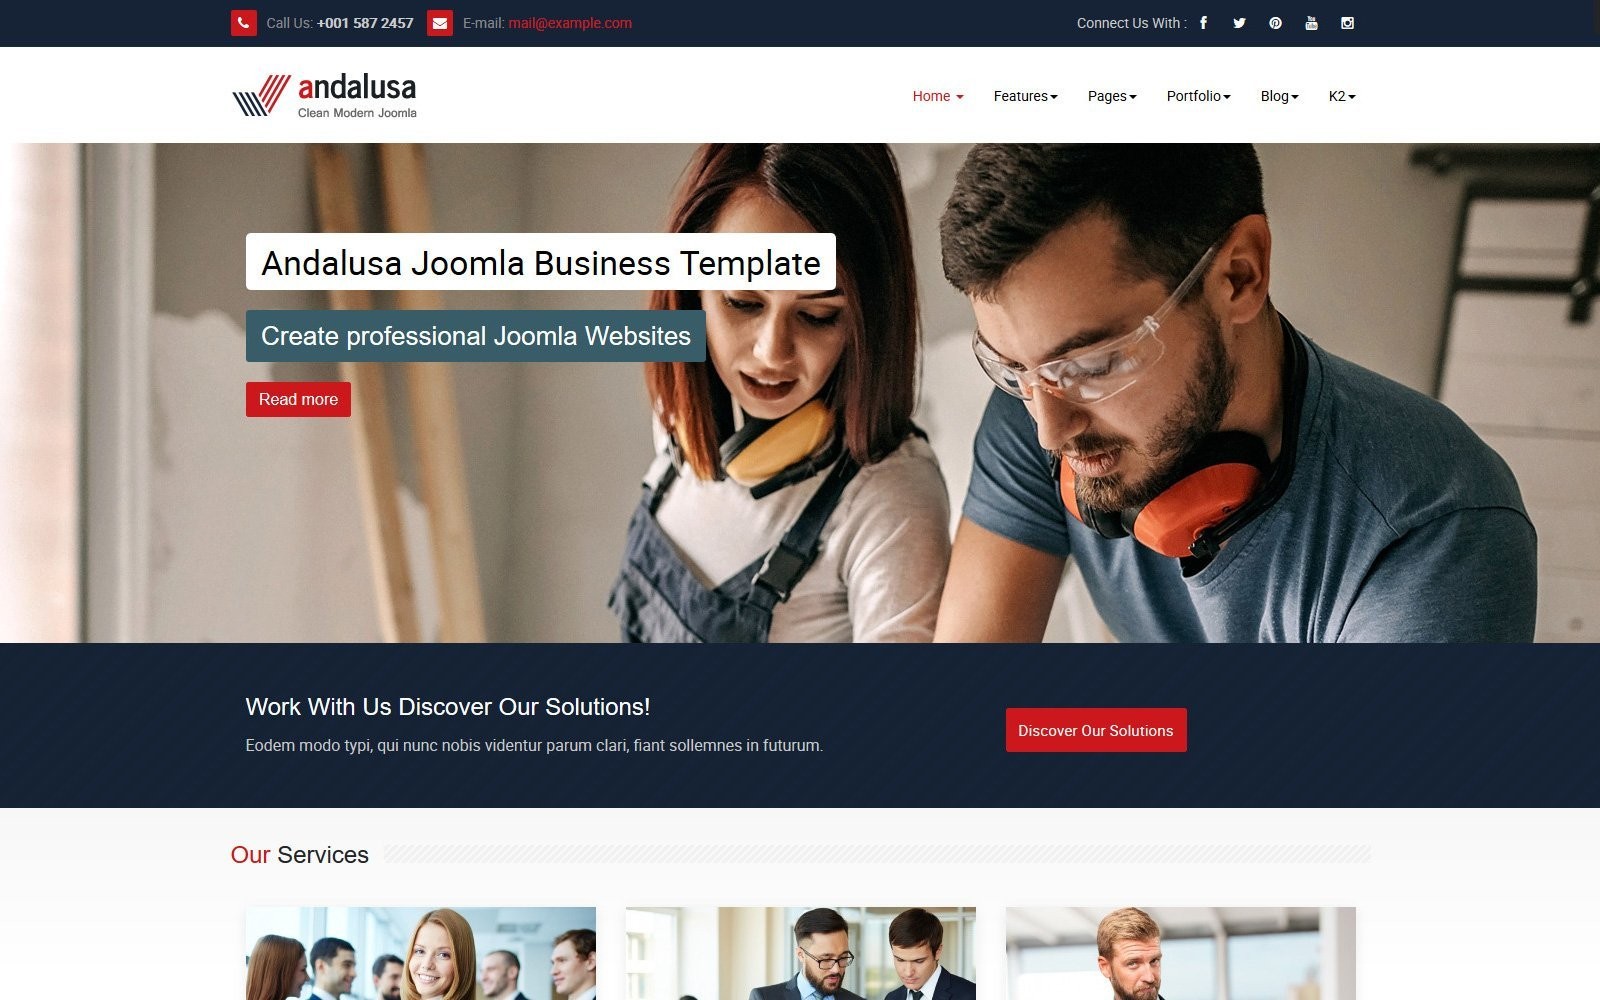 Call Us: +001 587 2457 E-mail: mail@example.com Connect Us With :
andalusa
Clean Modern Joomla
Home Features Pages Portfolio Blog K2
Andalusa Joomla Business Template
Create professional Joomla Websites
Read more
Work With Us Discover Our Solutions!
Eodem modo typi, qui nunc nobis videntur parum clari, fiant sollemnes in futurum.
Discover Our Solutions
Our Services